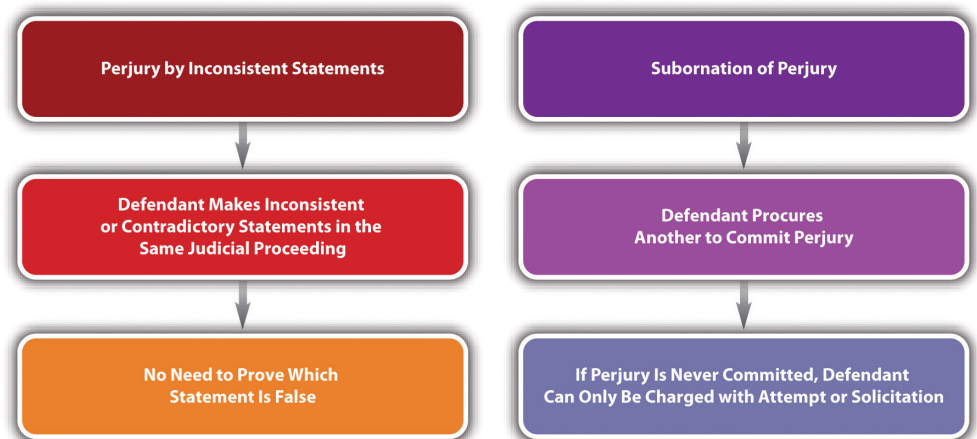 Perjury by Inconsistent Statements
Defendant Makes Inconsistent
or Contradictory Statements in the
Same Judicial Proceeding
No Need to Prove Which
Statement Is False
Subornation of Perjury
Defendant Procures
Another to Commit Perjury
If Perjury Is Never Committed, Defendant
Can Only Be Charged with Attempt or Solicitation